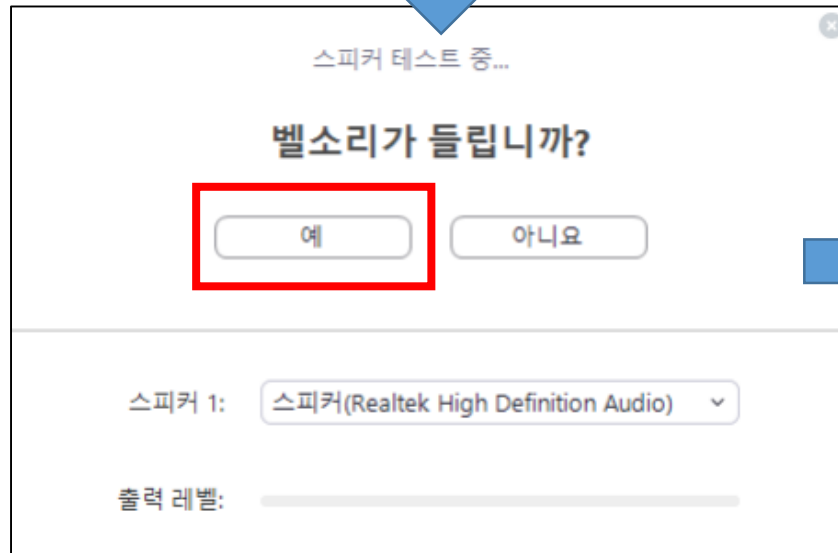 스피커 테스트 중...
벨소리가 들립니까?
예 아니요
스피커 1: 스피커(Realtek High Definition Audio)
출력 레벨: